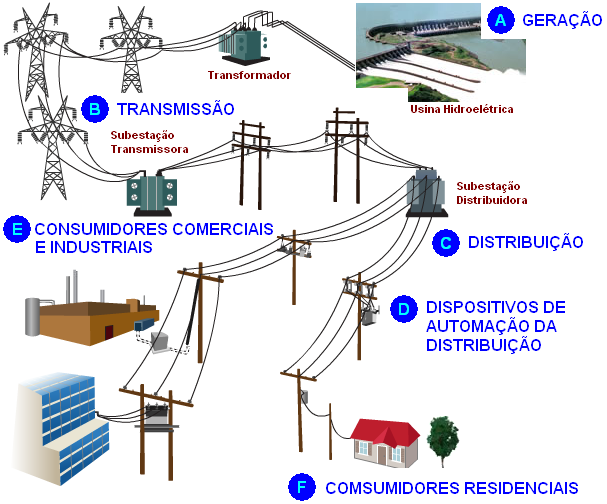 A GERAÇÃO
Transformador
Usina Hidroelétrica
B TRANSMISSÃO
Subestação
Transmissora
Subestação
Distribuidora
E CONSUMIDORES COMERCIAIS
E INDUSTRIAIS
C DISTRIBUIÇÃO
D DISPOSITIVOS DE
AUTOMAÇÃO DA
DISTRIBUIÇÃO
F COMSUMIDORES RESIDENCIAIS